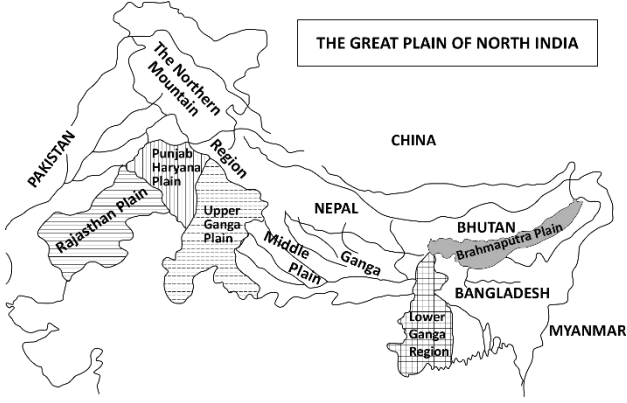 THE GREAT PLAIN OF NORTH INDIA
The Northern
Mountain
Region
CHINA
PAKISTAN
Punjab
Haryana
Plain
Rajasthan Plain
Upper
Ganga
Plain
NEPAL
Middle
Ganga
Plain
BHUTAN
Brahmaputra Plain
BANGLADESH
Lower
Ganga
Region
MYANMAR